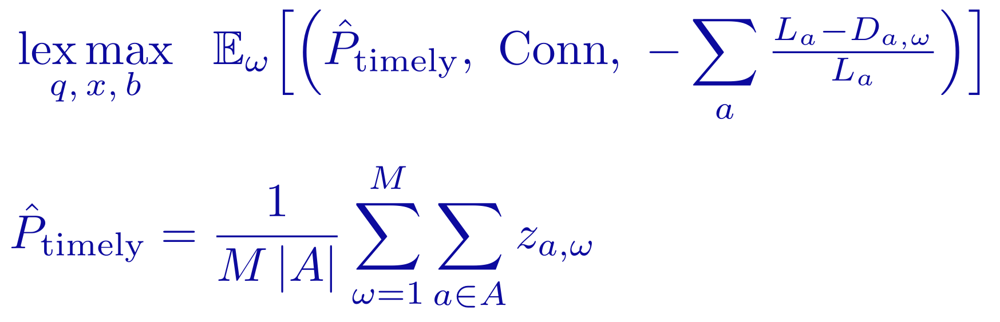 lex max_{q, x, b} 𝔼_ω [( P̂_timely, Conn, − ∑_a (L_a − D_{a,ω}) / L_a )]
P̂_timely = 1 / (M |A|) ∑_{ω=1}^{M} ∑_{a∈A} z_{a,ω}